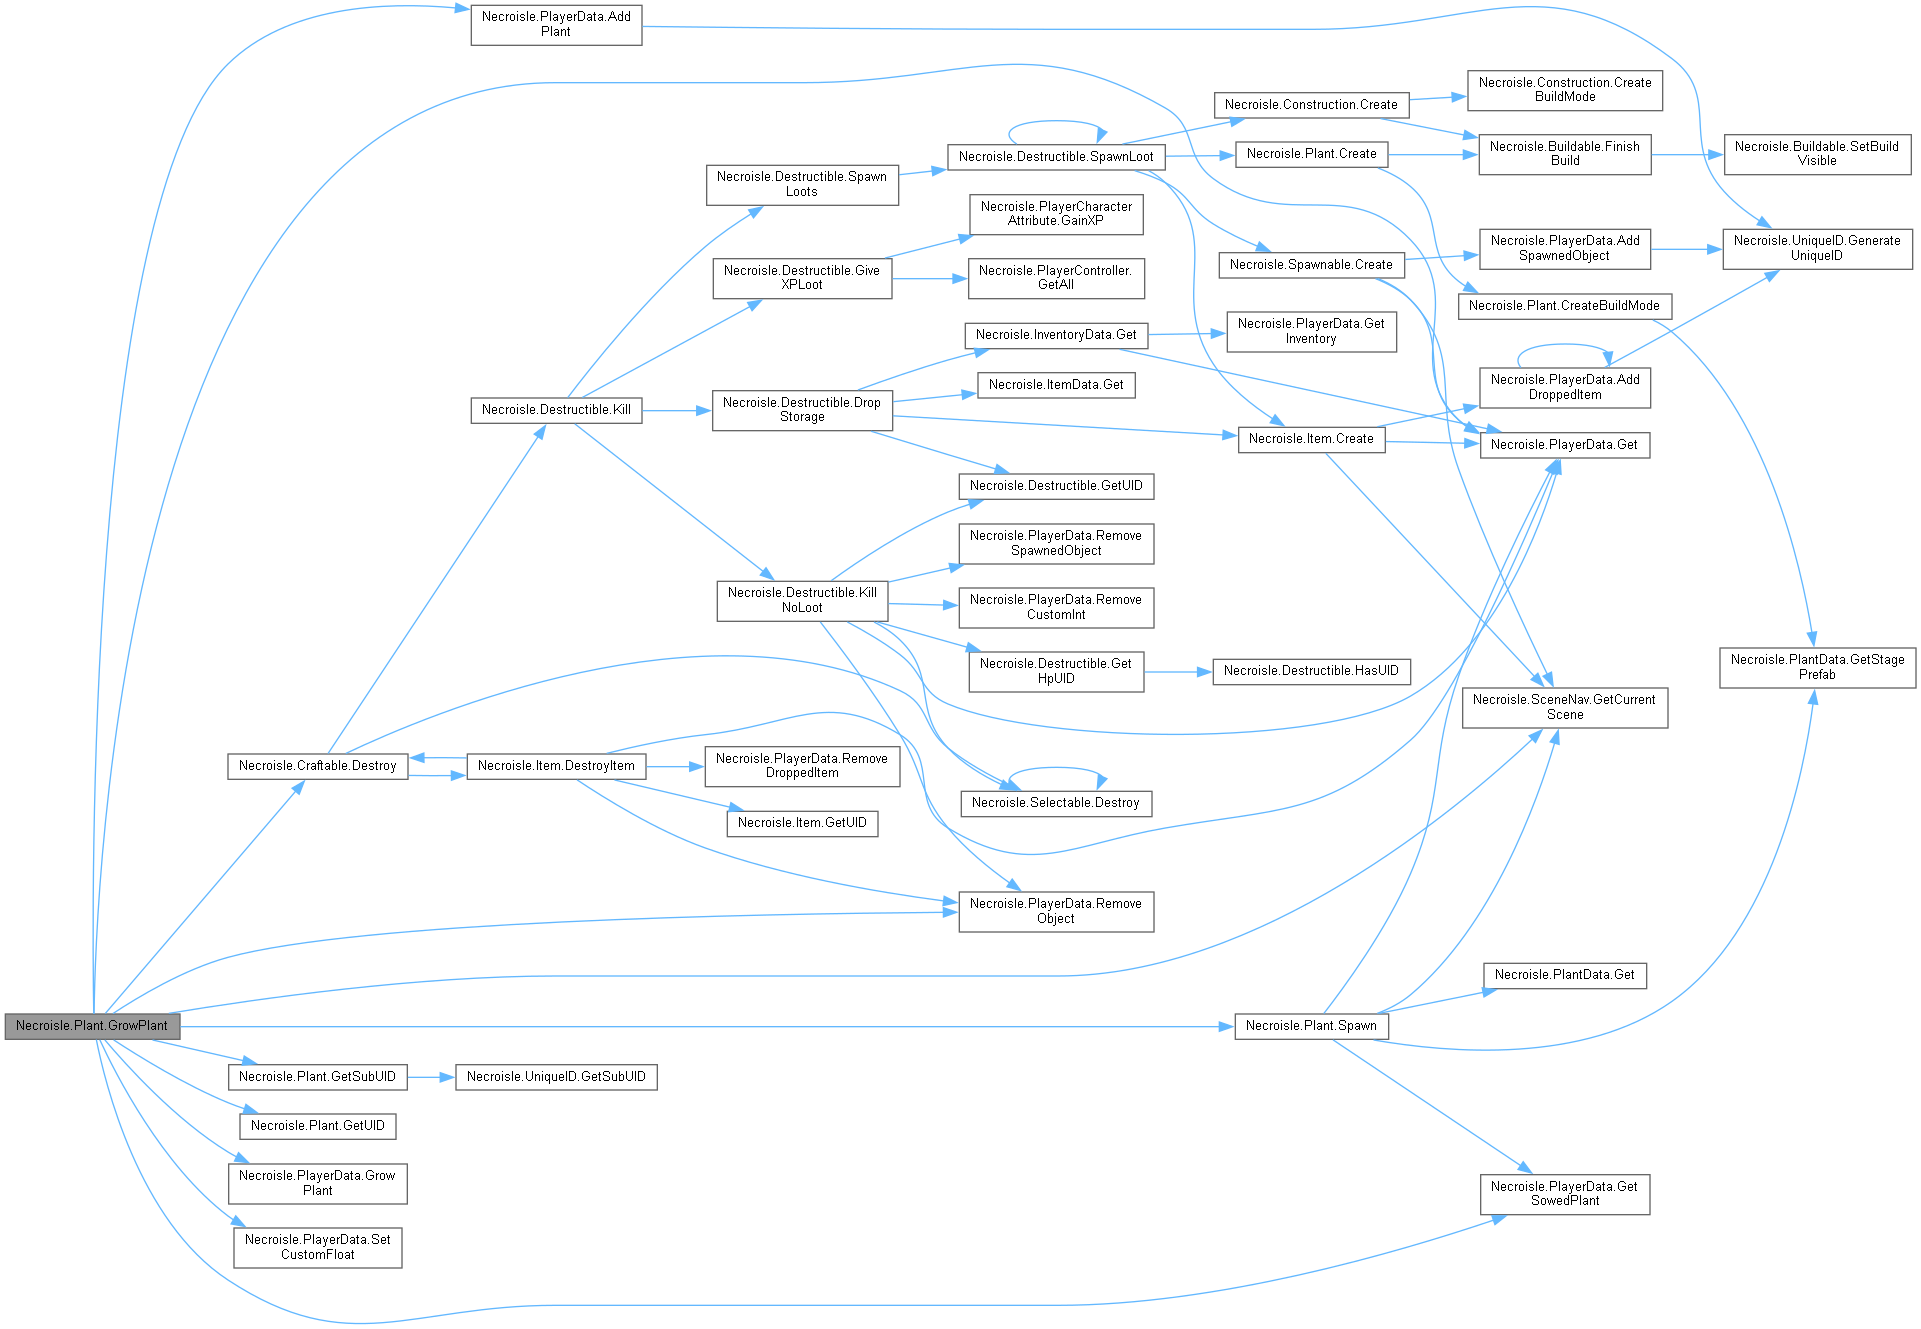 Necroisle.PlayerData.Add
Plant
Necroisle.Construction.Create
BuildMode
Necroisle.Construction.Create
Necroisle.Buildable.Finish
Build
Necroisle.Buildable.SetBuild
Visible
Necroisle.Destructible.SpawnLoot
Necroisle.Plant.Create
Necroisle.Destructible.Spawn
Loots
Necroisle.PlayerCharacter
Attribute.GainXP
Necroisle.PlayerData.Add
SpawnedObject
Necroisle.UniqueID.Generate
UniqueID
Necroisle.Spawnable.Create
Necroisle.Destructible.Give
XPLoot
Necroisle.PlayerController.
GetAll
Necroisle.Plant.CreateBuildMode
Necroisle.InventoryData.Get
Necroisle.PlayerData.Get
Inventory
Necroisle.ItemData.Get
Necroisle.PlayerData.Add
DroppedItem
Necroisle.Destructible.Kill
Necroisle.Destructible.Drop
Storage
Necroisle.Item.Create
Necroisle.PlayerData.Get
Necroisle.Destructible.GetUID
Necroisle.PlayerData.Remove
SpawnedObject
Necroisle.Destructible.Kill
NoLoot
Necroisle.PlayerData.Remove
CustomInt
Necroisle.Destructible.Get
HpUID
Necroisle.Destructible.HasUID
Necroisle.PlantData.GetStage
Prefab
Necroisle.SceneNav.GetCurrent
Scene
Necroisle.Craftable.Destroy
Necroisle.Item.DestroyItem
Necroisle.PlayerData.Remove
DroppedItem
Necroisle.Selectable.Destroy
Necroisle.Item.GetUID
Necroisle.PlayerData.Remove
Object
Necroisle.PlantData.Get
Necroisle.Plant.GrowPlant
Necroisle.Plant.Spawn
Necroisle.Plant.GetSubUID
Necroisle.UniqueID.GetSubUID
Necroisle.Plant.GetUID
Necroisle.PlayerData.Grow
Plant
Necroisle.PlayerData.Get
SowedPlant
Necroisle.PlayerData.Set
CustomFloat